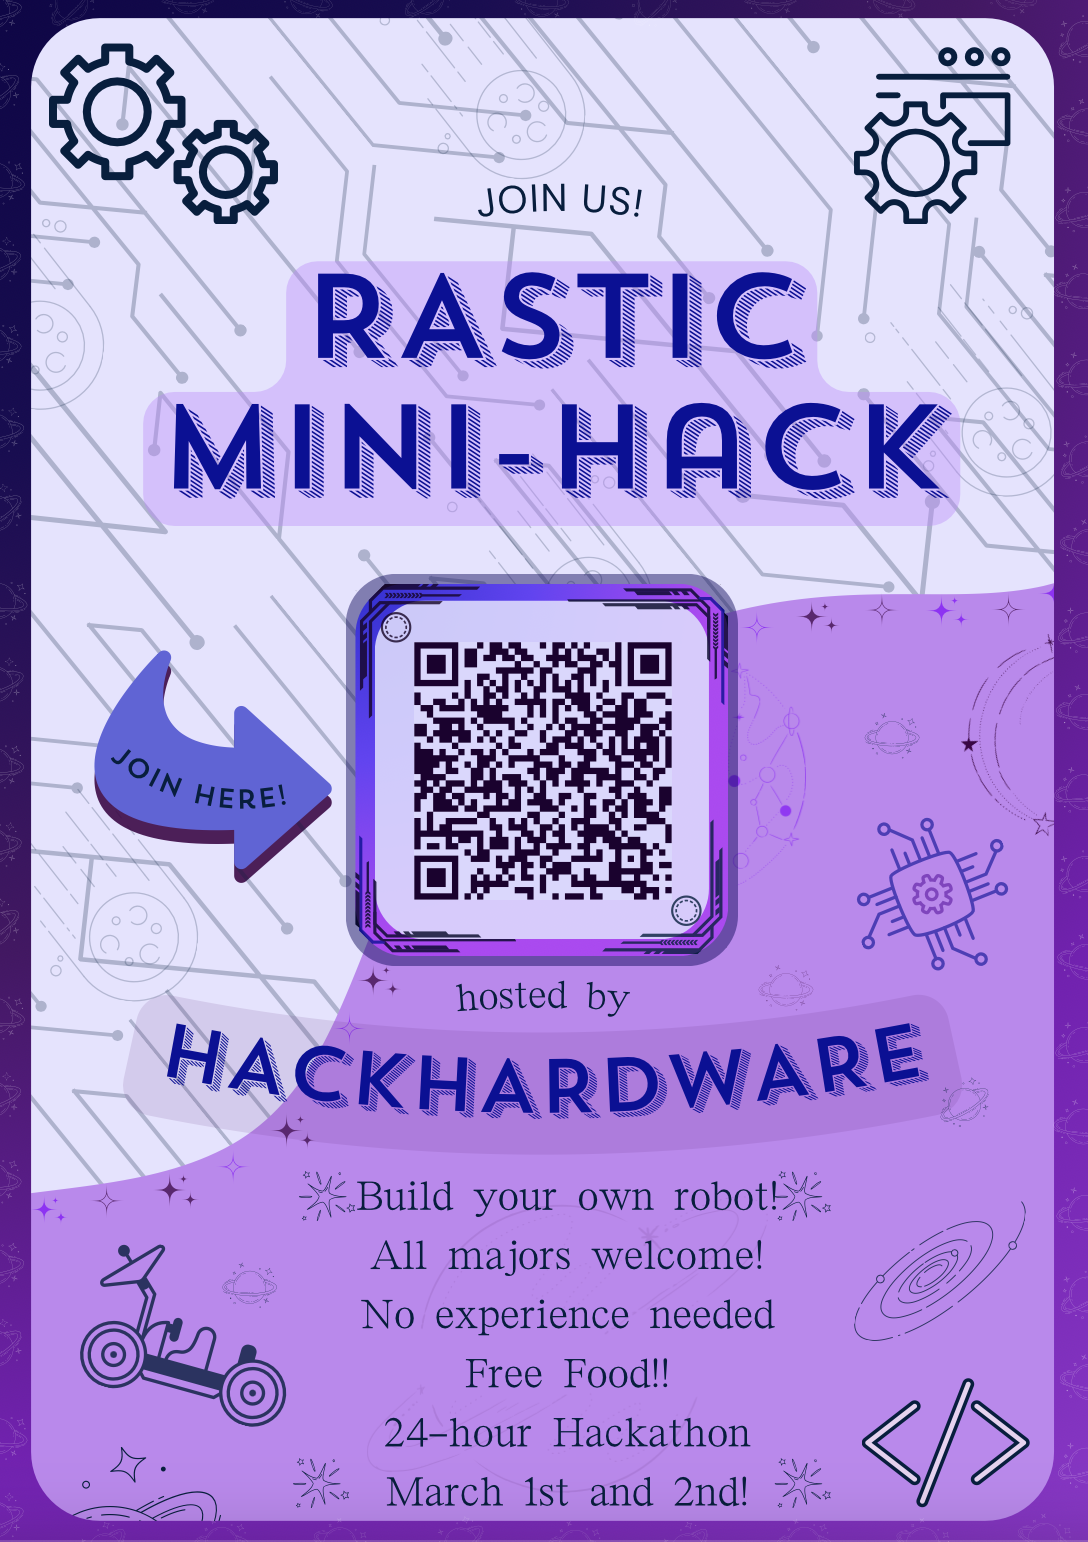 JOIN US!
RASTIC
MINI-HACK
JOIN HERE!
hosted by
HACKHARDWARE
Build your own robot!
All majors welcome!
No experience needed
Free Food!!
24-hour Hackathon
March 1st and 2nd!